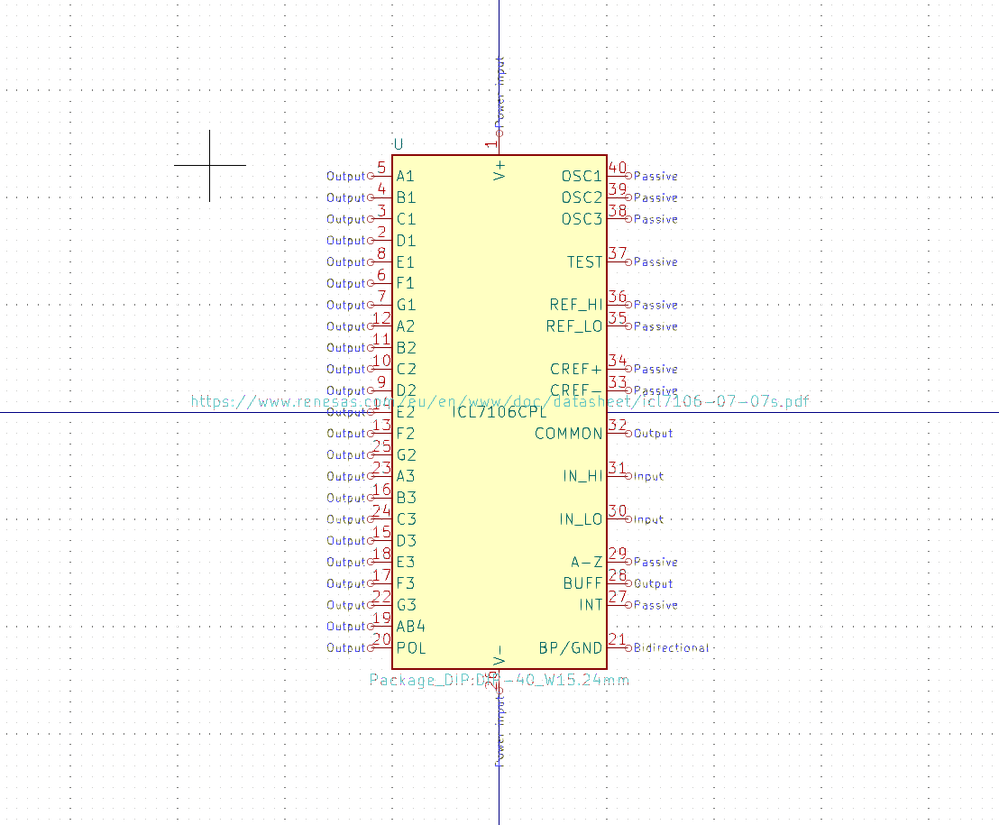 Power input
1
V+
U
Output 5 A1 OSC1 40 Passive
Output 4 B1 OSC2 39 Passive
Output 3 C1 OSC3 38 Passive
Output 2 D1
Output 8 E1 TEST 37 Passive
Output 6 F1
Output 7 G1 REF_HI 36 Passive
Output 12 A2 REF_LO 35 Passive
Output 11 B2
Output 10 C2 CREF+ 34 Passive
Output 9 D2 CREF- 33 Passive
https://www.renesas.com/eu/en/www/doc/datasheet/icl7106-07-07s.pdf
Output 14 E2 ICL7106CPL
Output 13 F2 COMMON 32 Output
Output 25 G2
Output 23 A3 IN_HI 31 Input
Output 16 B3
Output 24 C3 IN_LO 30 Input
Output 15 D3
Output 18 E3 A-Z 29 Passive
Output 17 F3 BUFF 28 Output
Output 22 G3 INT 27 Passive
Output 19 AB4
Output 20 POL BP/GND 21 Bidirectional
V-
26
Package_DIP:DIP-40_W15.24mm
Power input